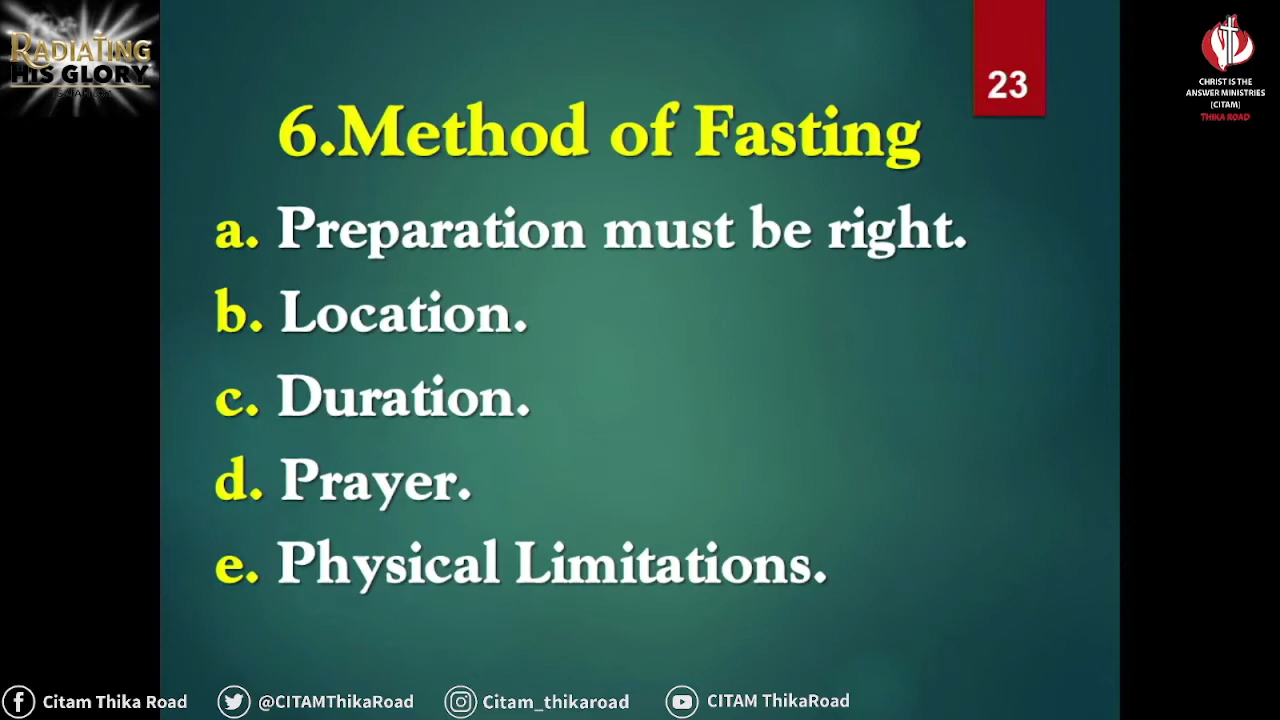 RADIATING
HIS GLORY
23
CHRIST IS THE
ANSWER MINISTRIES
(CITAM)
THIKA ROAD
6.Method of Fasting
a. Preparation must be right.
b. Location.
c. Duration.
d. Prayer.
e. Physical Limitations.
Citam Thika Road
@CITAMThikaRoad
Citam_thikaroad
CITAM ThikaRoad